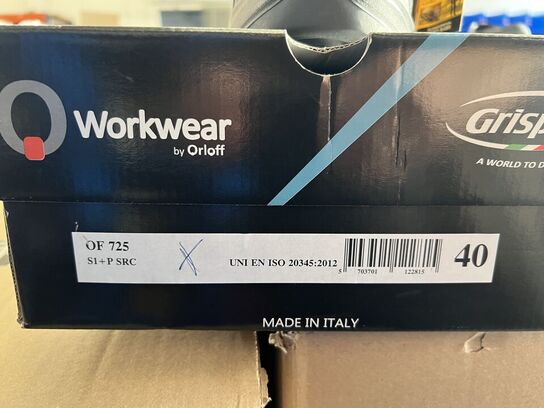 Workwear
by Orloff
Grisp
A WORLD TO D
OF 725
S1+P SRC
X
UNI EN ISO 20345:2012
5 703701 122815
40
MADE IN ITALY